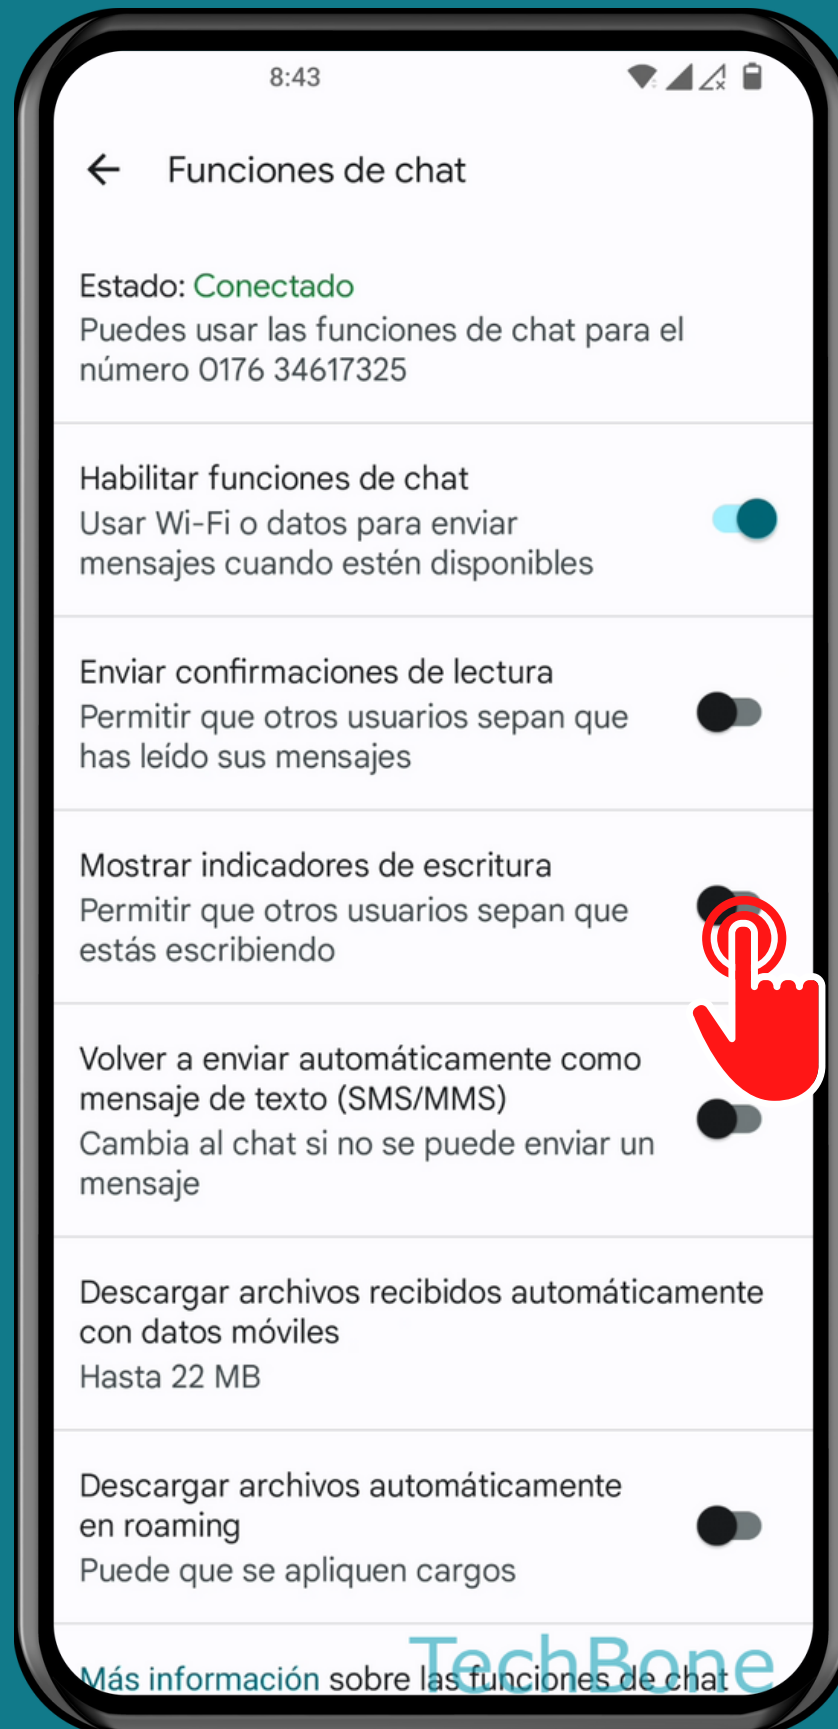 8:43
Funciones de chat
Estado: Conectado
Puedes usar las funciones de chat para el
número 0176 34617325
Habilitar funciones de chat
Usar Wi-Fi o datos para enviar
mensajes cuando estén disponibles
Enviar confirmaciones de lectura
Permitir que otros usuarios sepan que
has leído sus mensajes
Mostrar indicadores de escritura
Permitir que otros usuarios sepan que
estás escribiendo
Volver a enviar automáticamente como
mensaje de texto (SMS/MMS)
Cambia al chat si no se puede enviar un
mensaje
Descargar archivos recibidos automáticamente
con datos móviles
Hasta 22 MB
Descargar archivos automáticamente
en roaming
Puede que se apliquen cargos
TechBone
Más información sobre las funciones de chat